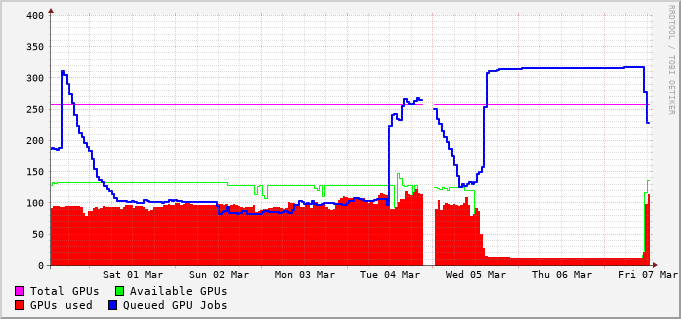 400
350
300
250
200
150
100
50
0
Sat 01 Mar Sun 02 Mar Mon 03 Mar Tue 04 Mar Wed 05 Mar Thu 06 Mar Fri 07 Mar
Total GPUs Available GPUs
GPUs used Queued GPU Jobs
RRDTOOL / TOBI OETIKER